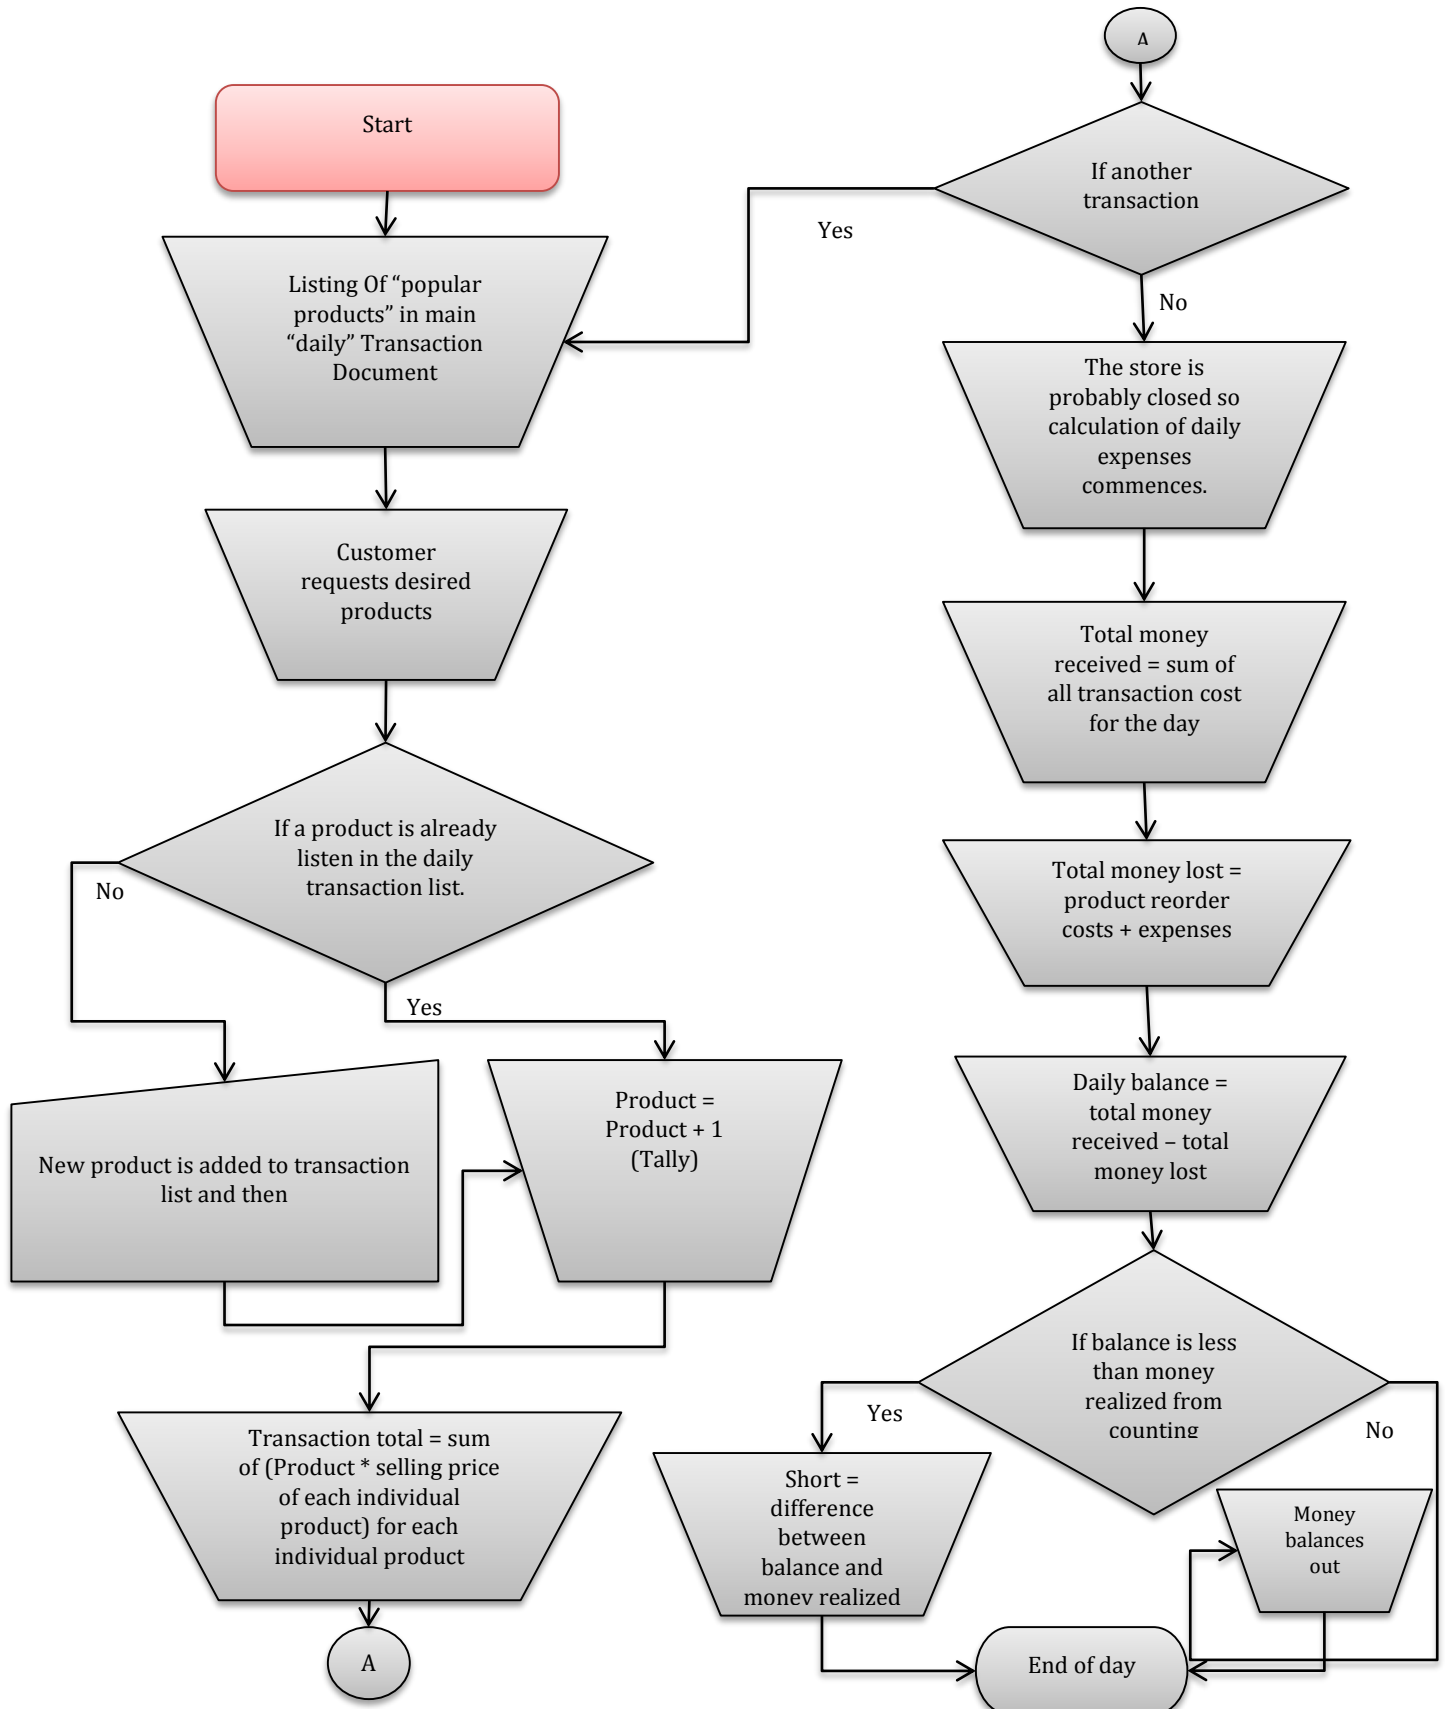 Start
Listing Of “popular
products” in main
“daily” Transaction
Document
Customer
requests desired
products
If a product is already
listen in the daily
transaction list.
No
Yes
New product is added to transaction
list and then
Product =
Product + 1
(Tally)
Transaction total = sum
of (Product * selling price
of each individual
product) for each
individual product
A
A
If another
transaction
Yes
No
The store is
probably closed so
calculation of daily
expenses
commences.
Total money
received = sum of
all transaction cost
for the day
Total money lost =
product reorder
costs + expenses
Daily balance =
total money
received – total
money lost
If balance is less
than money
realized from
counting
Yes
No
Short =
difference
between
balance and
money realized
Money
balances
out
End of day